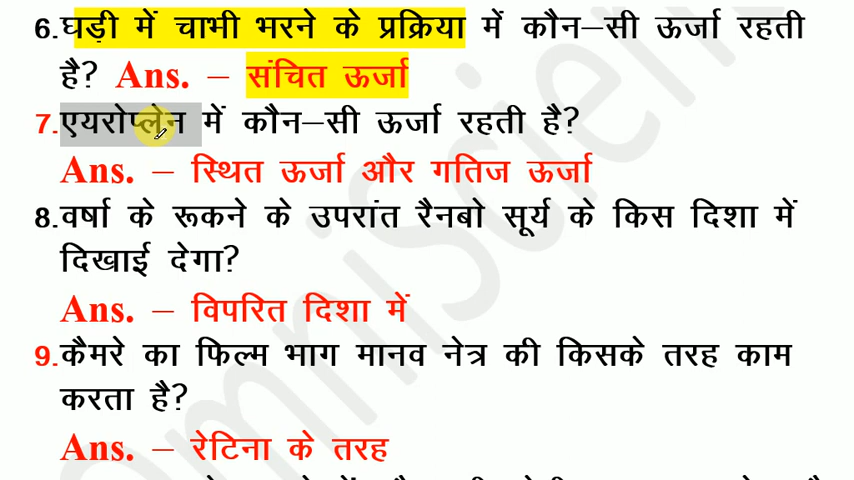 6.घड़ी में चाभी भरने के प्रक्रिया में कौन–सी ऊर्जा रहती
है? Ans. – संचित ऊर्जा
7.एयरोप्लेन में कौन–सी ऊर्जा रहती है?
Ans. – स्थित ऊर्जा और गतिज ऊर्जा
8.वर्षा के रूकने के उपरांत रैनबो सूर्य के किस दिशा में
दिखाई देगा?
Ans. – विपरित दिशा में
9.कैमरे का फिल्म भाग मानव नेत्र की किसके तरह काम
करता है?
Ans. – रेटिना के तरह